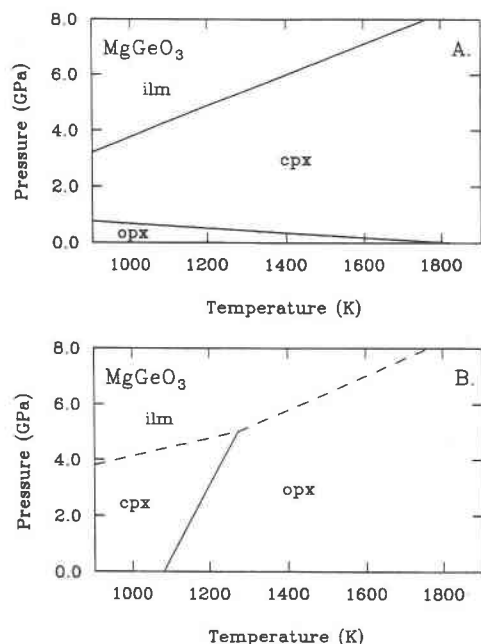 8.0
MgGeO₃
A.
ilm
6.0
Pressure (GPa)
4.0
cpx
2.0
opx
0.0
1000 1200 1400 1600 1800
Temperature (K)
8.0
MgGeO₃
B.
ilm
6.0
Pressure (GPa)
4.0
cpx
opx
2.0
0.0
1000 1200 1400 1600 1800
Temperature (K)